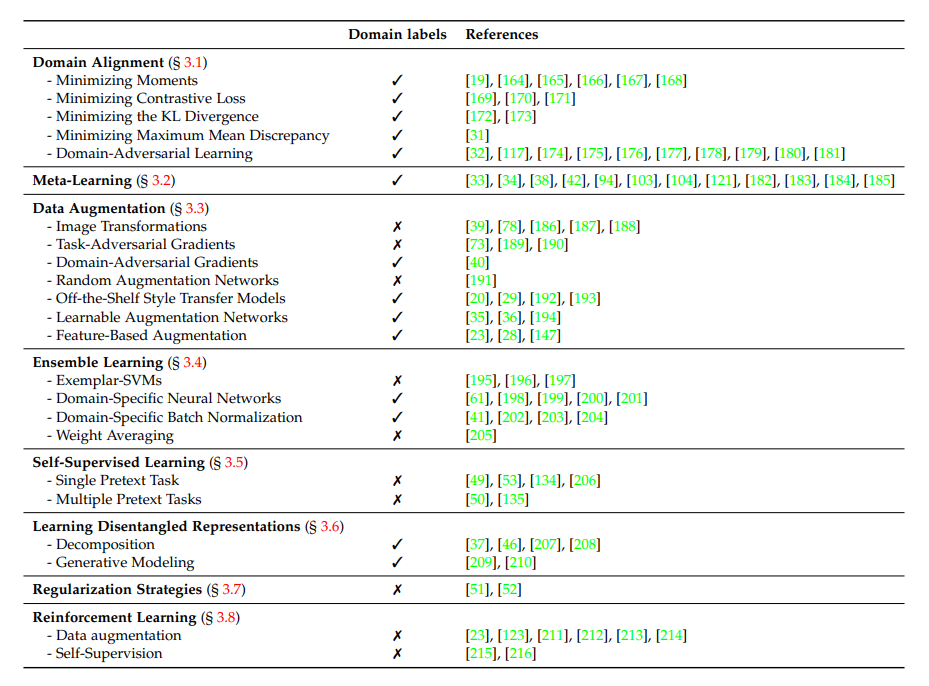 Domain labels References
Domain Alignment (§ 3.1)
- Minimizing Moments ✓ [19], [164], [165], [166], [167], [168]
- Minimizing Contrastive Loss ✓ [169], [170], [171]
- Minimizing the KL Divergence ✓ [172], [173]
- Minimizing Maximum Mean Discrepancy ✓ [31]
- Domain-Adversarial Learning ✓ [32], [117], [174], [175], [176], [177], [178], [179], [180], [181]
Meta-Learning (§ 3.2) ✓ [33], [34], [38], [42], [94], [103], [104], [121], [182], [183], [184], [185]
Data Augmentation (§ 3.3)
- Image Transformations ✗ [39], [78], [186], [187], [188]
- Task-Adversarial Gradients ✗ [73], [189], [190]
- Domain-Adversarial Gradients ✓ [40]
- Random Augmentation Networks ✗ [191]
- Off-the-Shelf Style Transfer Models ✓ [20], [29], [192], [193]
- Learnable Augmentation Networks ✓ [35], [36], [194]
- Feature-Based Augmentation ✓ [23], [28], [147]
Ensemble Learning (§ 3.4)
- Exemplar-SVMs ✗ [195], [196], [197]
- Domain-Specific Neural Networks ✓ [61], [198], [199], [200], [201]
- Domain-Specific Batch Normalization ✓ [41], [202], [203], [204]
- Weight Averaging ✗ [205]
Self-Supervised Learning (§ 3.5)
- Single Pretext Task ✗ [49], [53], [134], [206]
- Multiple Pretext Tasks ✗ [50], [135]
Learning Disentangled Representations (§ 3.6)
- Decomposition ✓ [37], [46], [207], [208]
- Generative Modeling ✓ [209], [210]
Regularization Strategies (§ 3.7) ✗ [51], [52]
Reinforcement Learning (§ 3.8)
- Data augmentation ✗ [23], [123], [211], [212], [213], [214]
- Self-Supervision ✗ [215], [216]